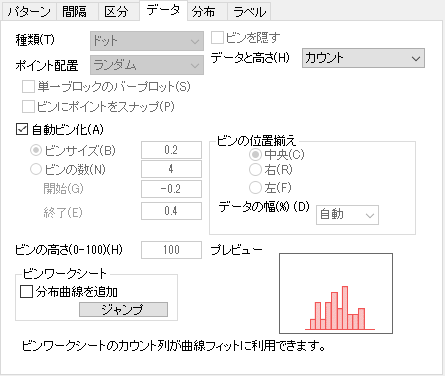 パターン 間隔 区分 データ 分布 ラベル
種類(T) ドット ビンを隠す
ポイント配置 ランダム データと高さ(H) カウント
単一ブロックのバープロット(S)
ビンにポイントをスナップ(P)
自動ビン化(A)
ビンサイズ(B) 0.2
ビンの数(N) 4
開始(G) -0.2
終了(E) 0.4
ビンの位置揃え
中央(C)
右(R)
左(F)
データの幅(%) (D) 自動
ビンの高さ(0-100)(H) 100 プレビュー
ビンワークシート
分布曲線を追加
ジャンプ
ビンワークシートのカウント列が曲線フィットに利用できます。